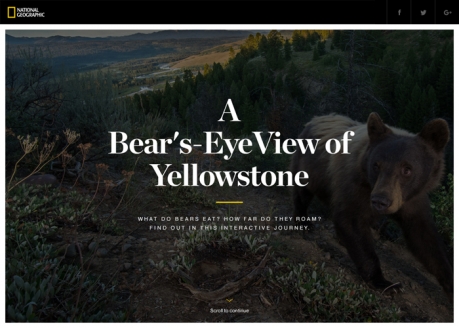 NATIONAL
GEOGRAPHIC
f
G+
A
Bear's-Eye View of
Yellowstone
WHAT DO BEARS EAT? HOW FAR DO THEY ROAM?
FIND OUT IN THIS INTERACTIVE JOURNEY.
Scroll to continue